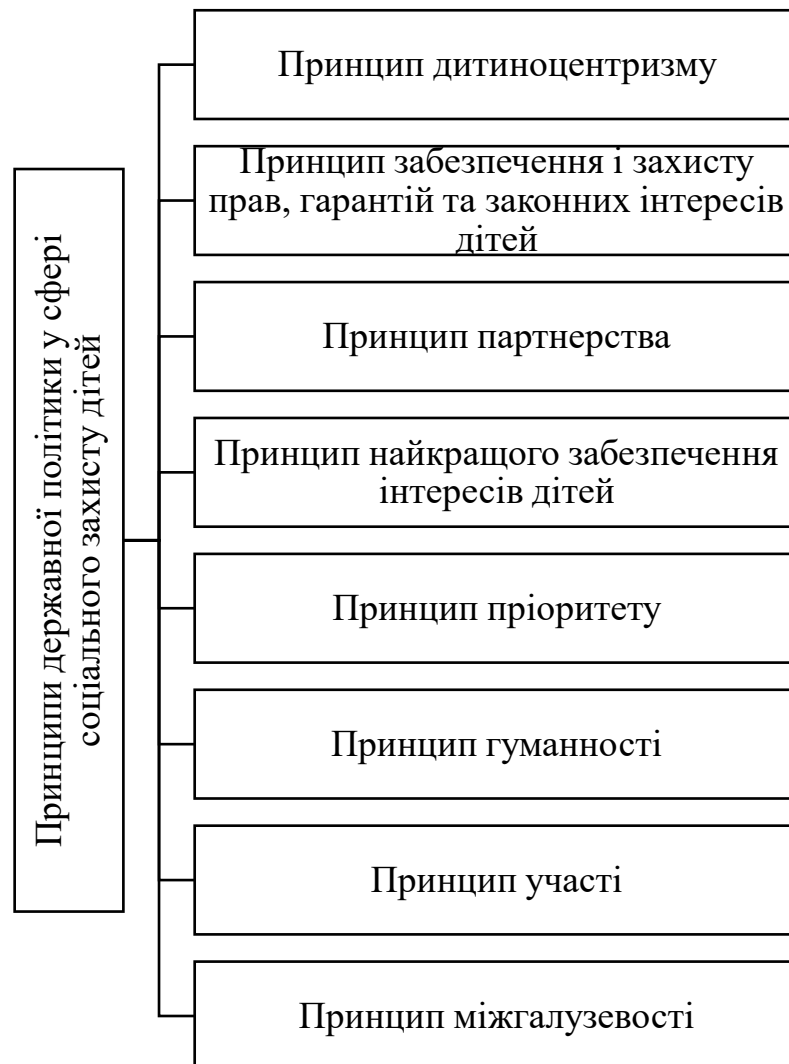 Принципи державної політики у сфері
соціального захисту дітей
Принцип дитиноцентризму
Принцип забезпечення і захисту
прав, гарантій та законних інтересів
дітей
Принцип партнерства
Принцип найкращого забезпечення
інтересів дітей
Принцип пріоритету
Принцип гуманності
Принцип участі
Принцип міжгалузевості